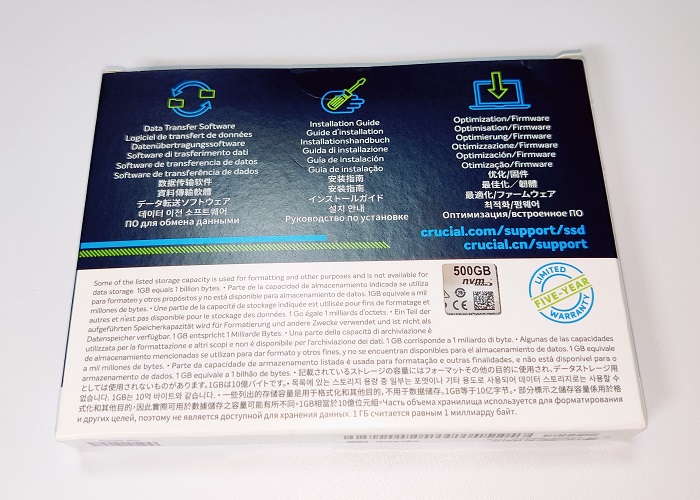 Data Transfer Software
Logiciel de transfert de données
Datenübertragungssoftware
Software di trasferimento dati
Software de transferencia de datos
Software de transferência de dados
数据传输软件
資料傳輸軟體
データ転送ソフトウェア
데이터 이전 소프트웨어
ПО для обмена данными
Installation Guide
Guide d'installation
Installationshandbuch
Guida di installazione
Guía de instalación
Guia de instalação
安装指南
安裝指南
インストールガイド
설치 안내
Руководство по установке
Optimization/Firmware
Optimisation/Firmware
Optimierung/Firmware
Ottimizzazione/Firmware
Optimización/Firmware
Otimização/Firmware
优化/固件
最佳化／韌體
最適化/ファームウェア
최적화/펌웨어
Оптимизация/встроенное ПО
crucial.com/support/ssd
crucial.cn/support
Some of the listed storage capacity is used for formatting and other purposes and is not available for
data storage. 1GB equals 1 billion bytes. • Parte de la capacidad de almacenamiento indicada se utiliza
para formateo y otros propósitos y no está disponible para almacenamiento de datos. 1GB equivale a mil
millones de bytes. • Une partie de la capacité de stockage indiquée est utilisée pour fins de formatage et
autres et n'est pas disponible pour le stockage des données. 1 Go égale 1 milliard d'octets. • Ein Teil der
aufgeführten Speicherkapazität wird für Formatierung und andere Zwecke verwendet und ist nicht als
Datenspeicher verfügbar. 1 GB entspricht 1 Milliarde Bytes. • Una parte della capacità di archiviazione è
utilizzata per la formattazione e altri scopi e non è disponibile per l'archiviazione di dati. 1 GB corrisponde a 1 miliardo di byte. • Algunas de las capacidades
de almacenamiento mencionadas se utilizan para dar formato y otros fines, y no se encuentran disponibles para el almacenamiento de datos. 1 GB equivale
a mil millones de bytes. • Parte da capacidade de armazenamento listada é usada para formatação e outras finalidades, e não está disponível para o
armazenamento de dados. 1 GB equivale a 1 bilhão de bytes. • 記載されているストレージの容量にはフォーマットその他の目的に使用され、データストレージ用
としては使用されないものがあります。1GBは10億バイトです。• 목록에 있는 스토리지 용량 중 일부는 포맷이나 기타 용도로 사용되어 데이터 스토리지로는 사용할 수
없습니다. 1GB는 10억 바이트와 같습니다. • 一些列出的存储容量是用于格式化和其他目的,不可用于数据储存。1GB等于10亿字节。• 部分標示之儲存容量係用於格
式化和其他目的,因此實際可用於數據儲存之容量可能有所不同。1GB相當於10億位元組。• Часть объема хранилища используется для форматирования
и других целей, поэтому не является доступной для хранения данных. 1 ГБ считается равным 1 миллиарду байт.
500GB
nvm
LIMITED
FIVE-YEAR
WARRANTY